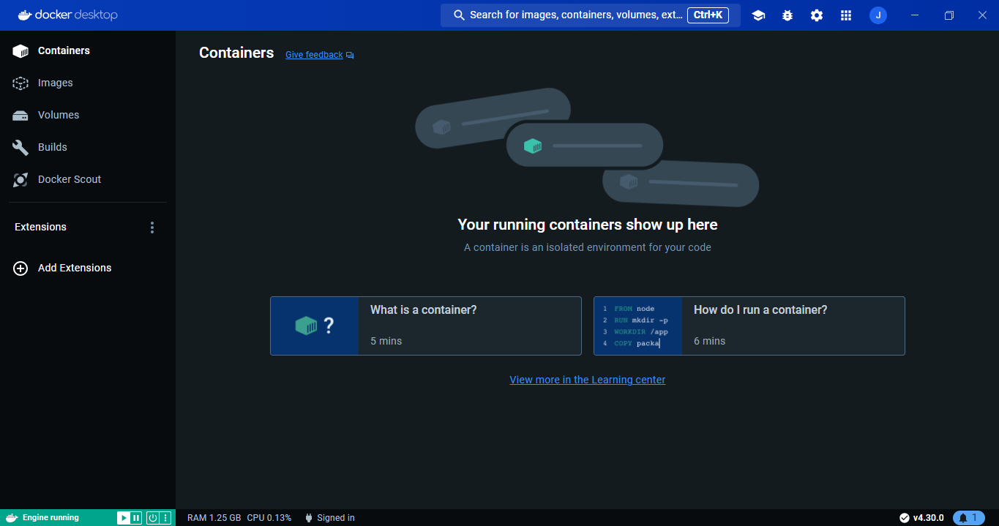 docker desktop
Search for images, containers, volumes, ext... Ctrl+K
J
Containers
Images
Volumes
Builds
Docker Scout
Extensions
Add Extensions
Containers Give feedback
Your running containers show up here
A container is an isolated environment for your code
?
What is a container?
5 mins
1 FROM node
2 RUN mkdir -p
3 WORKDIR /app
4 COPY packa
How do I run a container?
6 mins
View more in the Learning center
Engine running
RAM 1.25 GB CPU 0.13% Signed in
v4.30.0
1